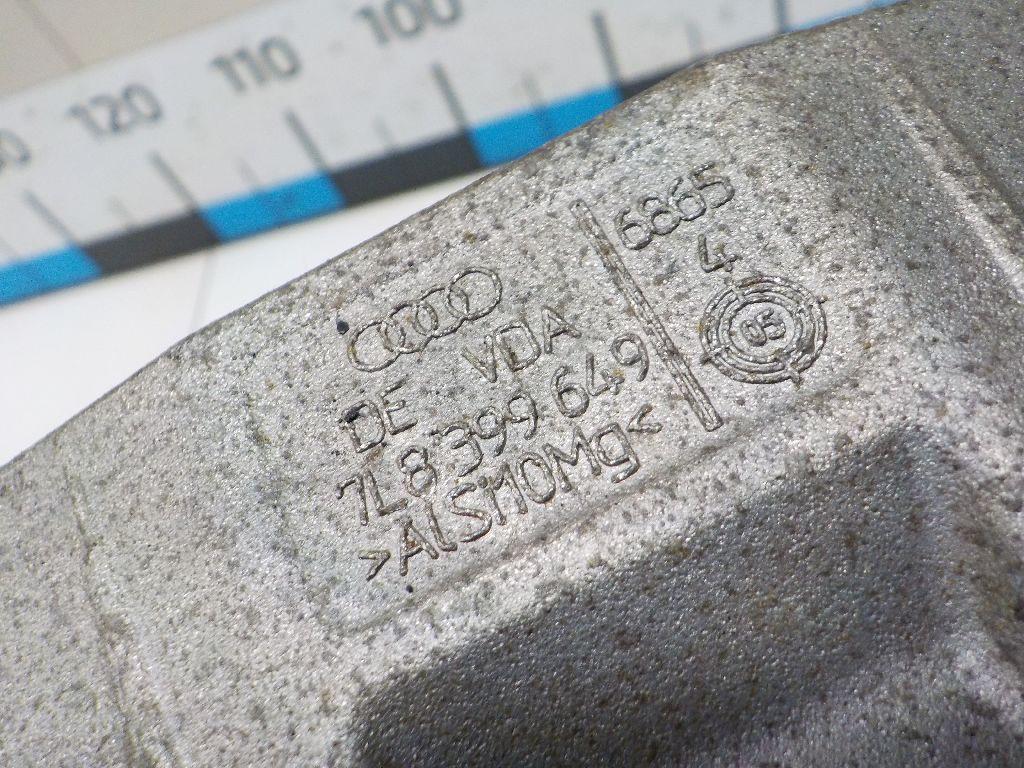 120 110 100
6865
4
05
DE VDA
7L8 399 649
>AlSi10Mg<